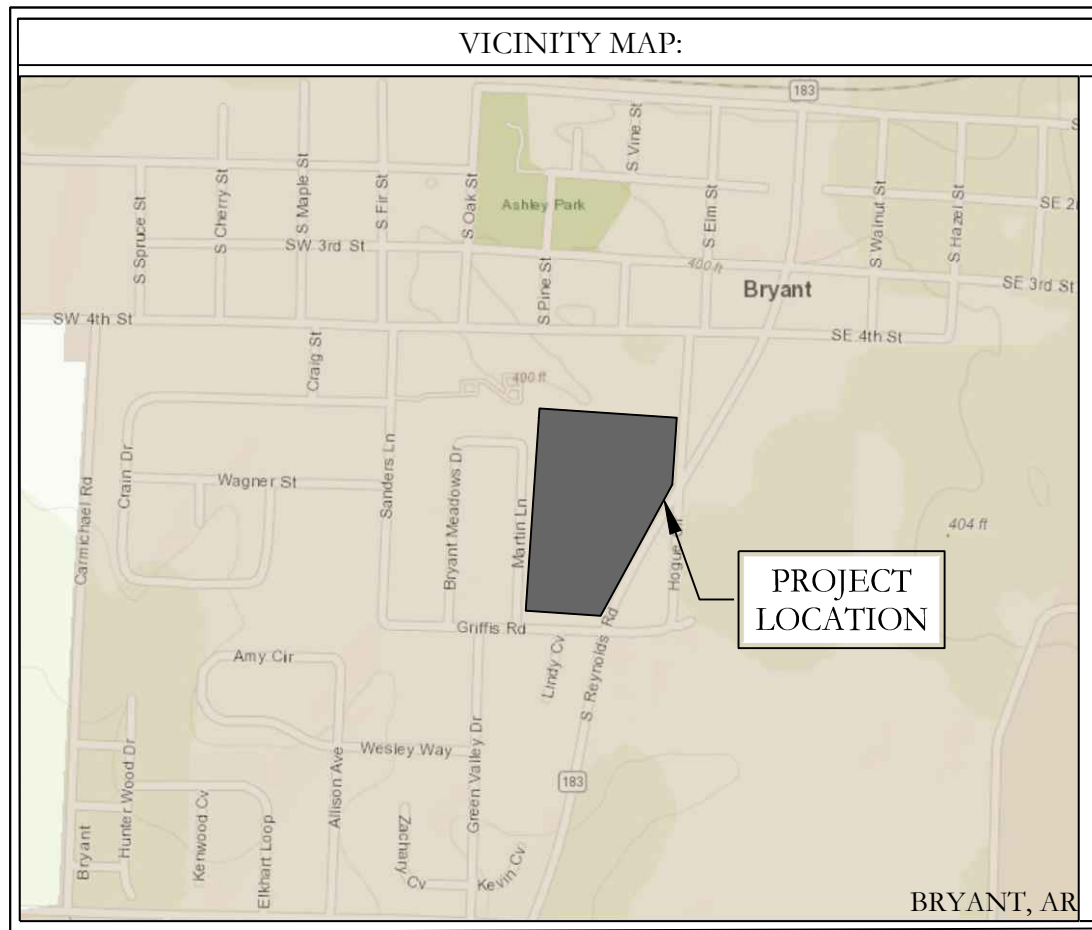 VICINITY MAP:
183
S Vine St
S Spruce St
S Cherry St
S Maple St
S Fir St
S Oak St
Ashley Park
S Elm St
S Walnut St
S Hazel St
SE 2
SW 3rd St
S Pine St
400 ft
Bryant
SE 3rd St
SW 4th St
SE 4th St
Craig St
400 ft
Carmichael Rd
Crain Dr
Wagner St
Sanders Ln
Bryant Meadows Dr
Martin Ln
404 ft
Hogue
PROJECT
LOCATION
Griffis Rd
Lindy Cv
S Reynolds Rd
Amy Cir
Wesley Way
Green Valley Dr
183
Bryant
Hunter Wood Dr
Kenwood Cv
Elkhart Loop
Allison Ave
Zachary
Cv
Kevin Cv
BRYANT, AR